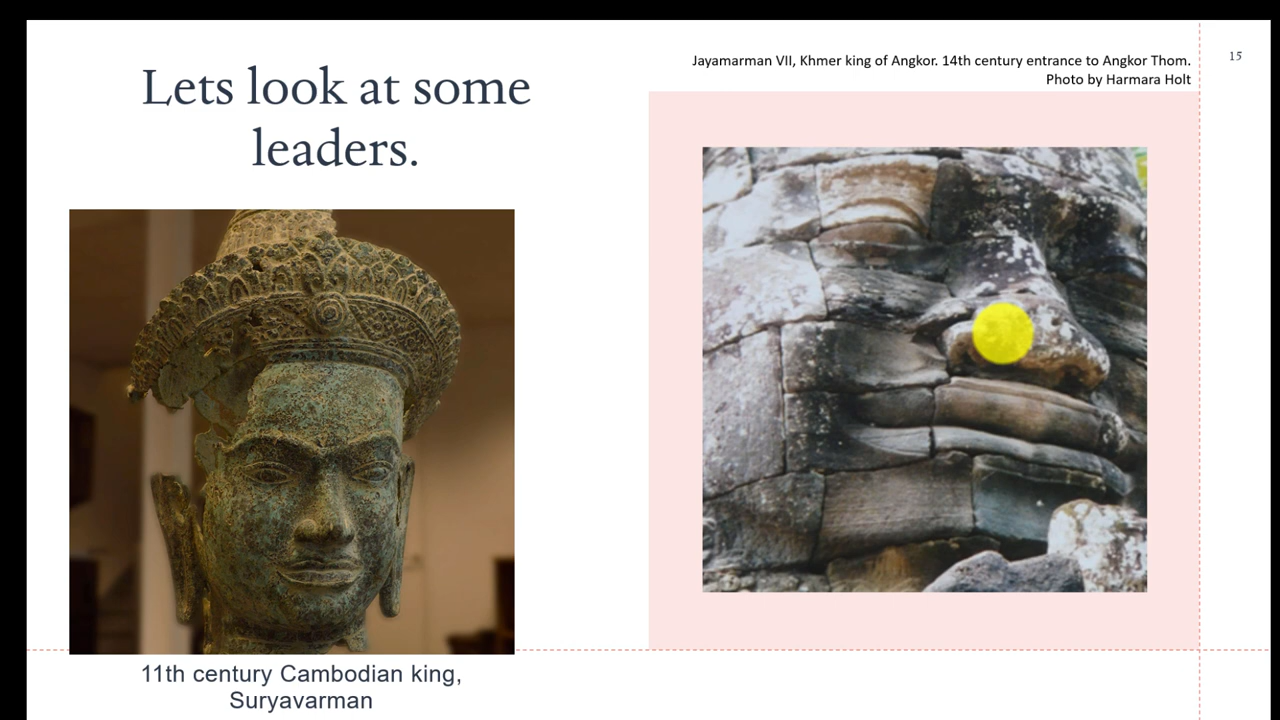 Lets look at some
leaders.
Jayamarman VII, Khmer king of Angkor. 14th century entrance to Angkor Thom.
Photo by Harmara Holt
15
11th century Cambodian king,
Suryavarman